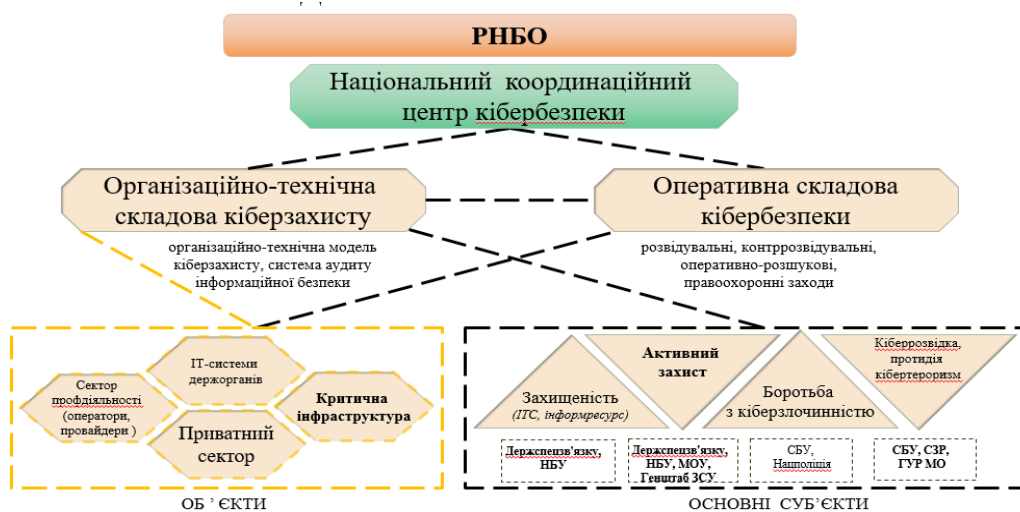 РНБО
Національний координаційний
центр кібербезпеки
Організаційно-технічна
складова кіберзахисту
Оперативна складова
кібербезпеки
організаційно-технічна модель
кіберзахисту, система аудиту
інформаційної безпеки
розвідувальні, контррозвідувальні,
оперативно-розшукові,
правоохоронні заходи
ІТ-системи
держорганів
Сектор
профдіяльності
(оператори,
провайдери )
Критична
інфраструктура
Приватний
сектор
Захищеність
(ІТС, інформресурс)
Активний
захист
Боротьба
з кіберзлочинністю
Кіберрозвідка,
протидія
кібертероризм
Держспецзв'язку,
НБУ
Держспецзв'язку,
НБУ, МОУ,
Генштаб ЗСУ
СБУ,
Нацполіція
СБУ, СЗР,
ГУР МО
ОБ ’ ЄКТИ
ОСНОВНІ СУБ’ЄКТИ